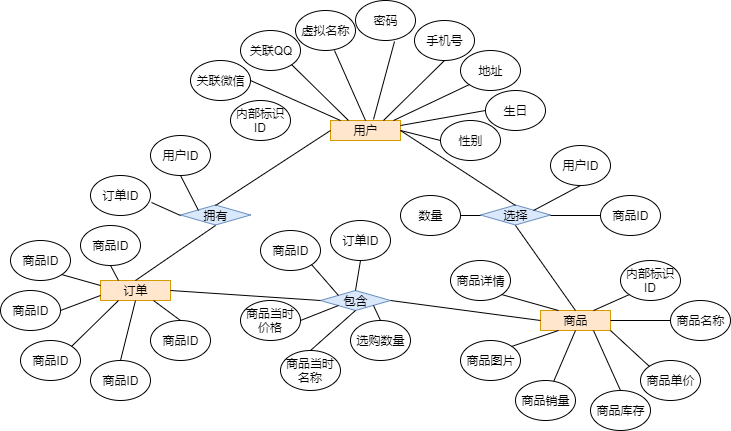 密码
虚拟名称
手机号
关联QQ
地址
关联微信
生日
内部标识
ID
用户
性别
用户ID
用户ID
订单ID
拥有
数量
选择
商品ID
商品ID
订单ID
商品ID
商品ID
商品详情
内部标识
ID
订单
包含
商品ID
商品当时
价格
商品
商品名称
选购数量
商品ID
商品ID
商品图片
商品当时
名称
商品ID
商品单价
商品销量
商品库存